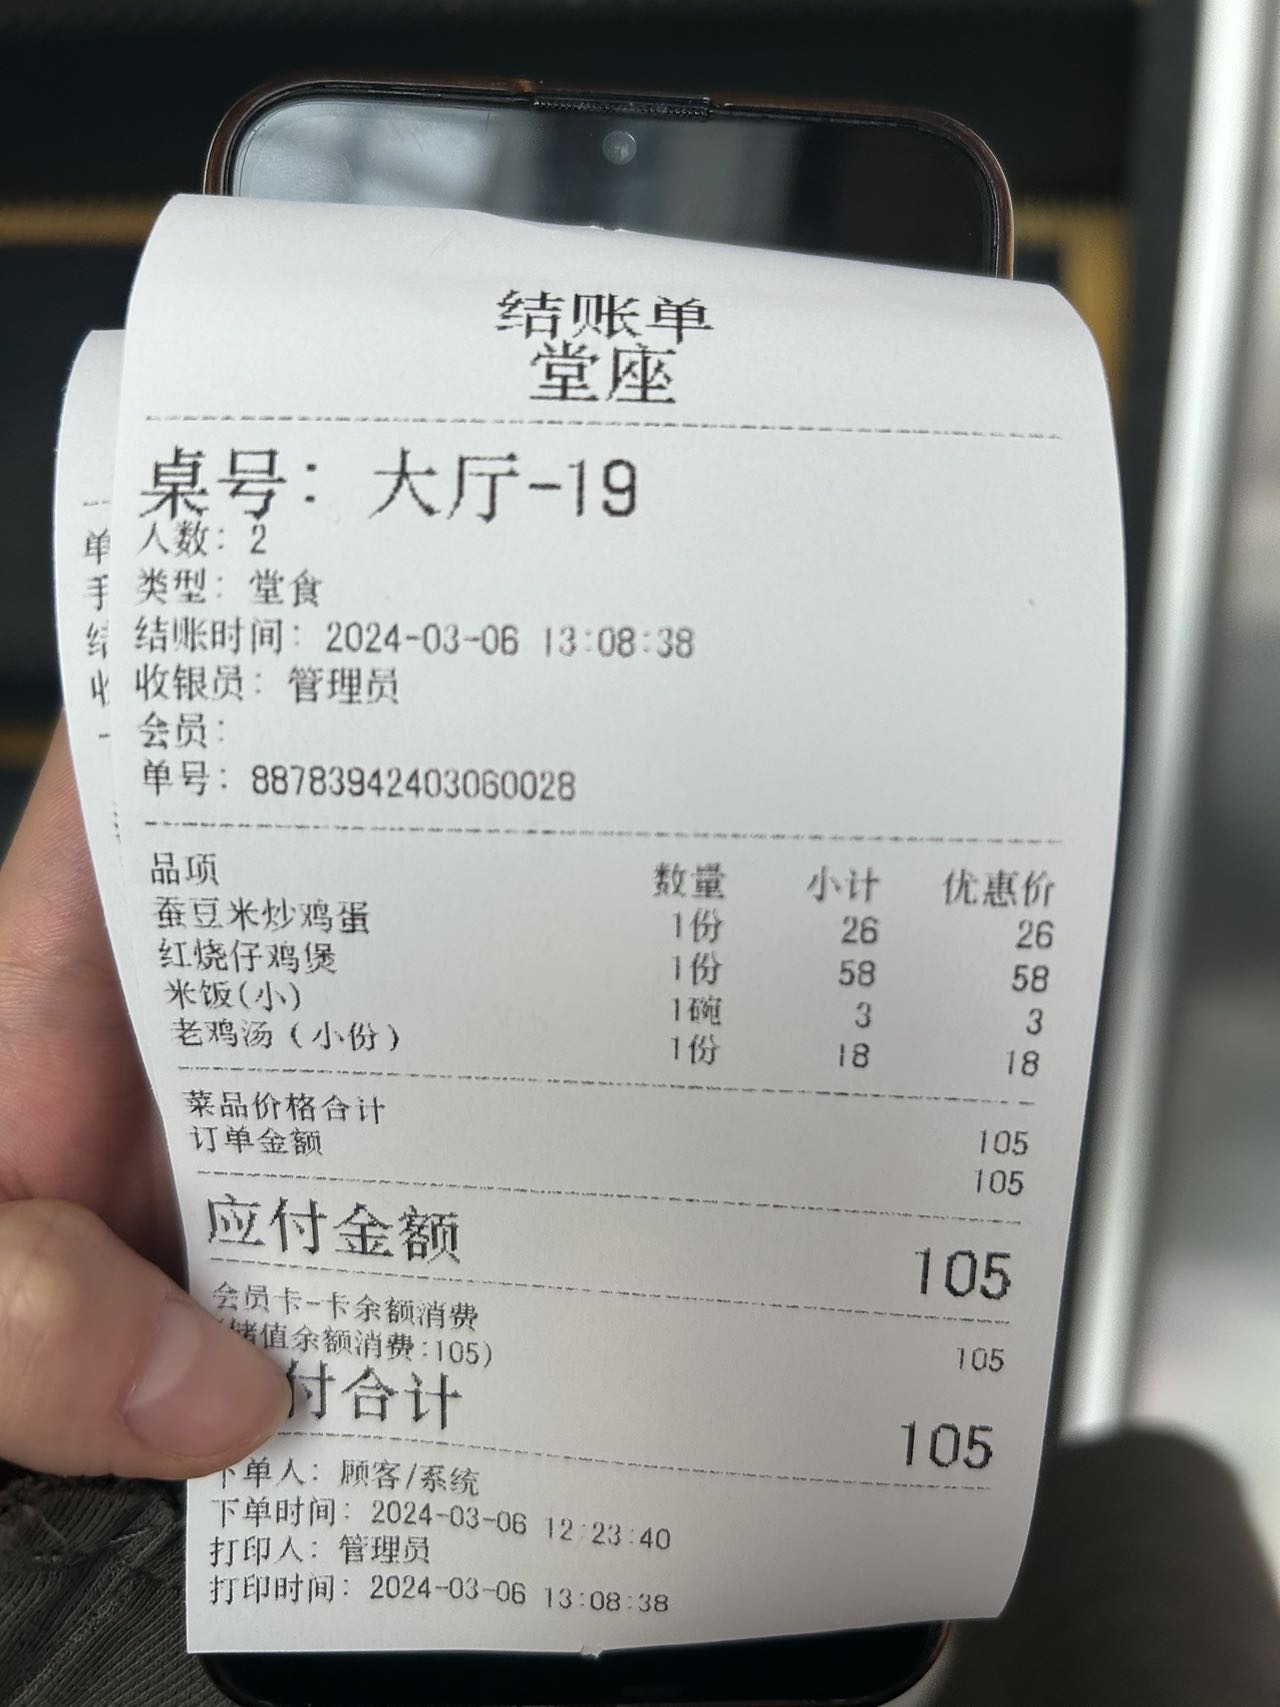 结账单
堂座
桌号: 大厅-19
人数: 2
类型: 堂食
结账时间: 2024-03-06 13:08:38
收银员: 管理员
会员:
单号: 88783942403060028
品项 数量 小计 优惠价
蚕豆米炒鸡蛋 1份 26 26
红烧仔鸡煲 1份 58 58
米饭(小) 1碗 3 3
老鸡汤（小份） 1份 18 18
菜品价格合计 105
订单金额 105
应付金额 105
会员卡-卡余额消费 105
储值余额消费:105)
付合计 105
下单人: 顾客/系统
下单时间: 2024-03-06 12:23:40
打印人: 管理员
打印时间: 2024-03-06 13:08:38
单
手
结
收